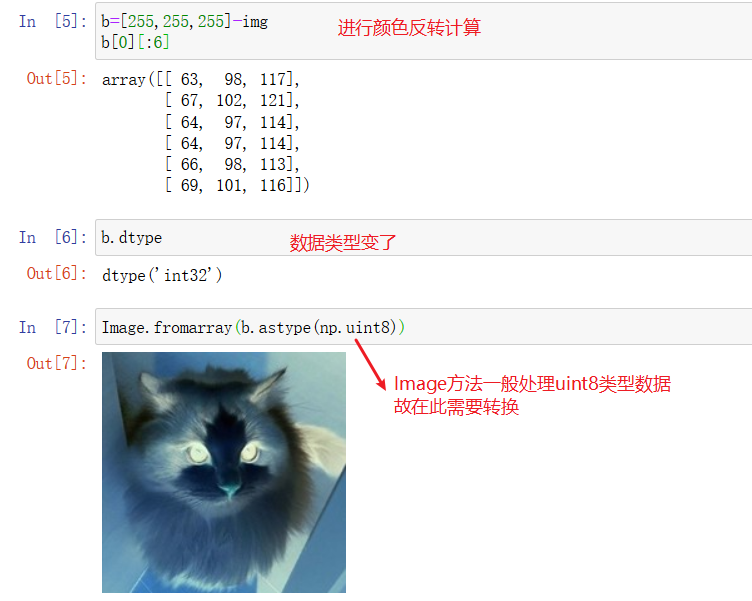 In [5]: b=[255,255,255]-img 进行颜色反转计算
b[0][:6]
Out[5]: array([[ 63,  98, 117],
[ 67, 102, 121],
[ 64,  97, 114],
[ 64,  97, 114],
[ 66,  98, 113],
[ 69, 101, 116]])
In [6]: b.dtype 数据类型变了
Out[6]: dtype('int32')
In [7]: Image.fromarray(b.astype(np.uint8))
Out[7]:
Image方法一般处理uint8类型数据
故在此需要转换